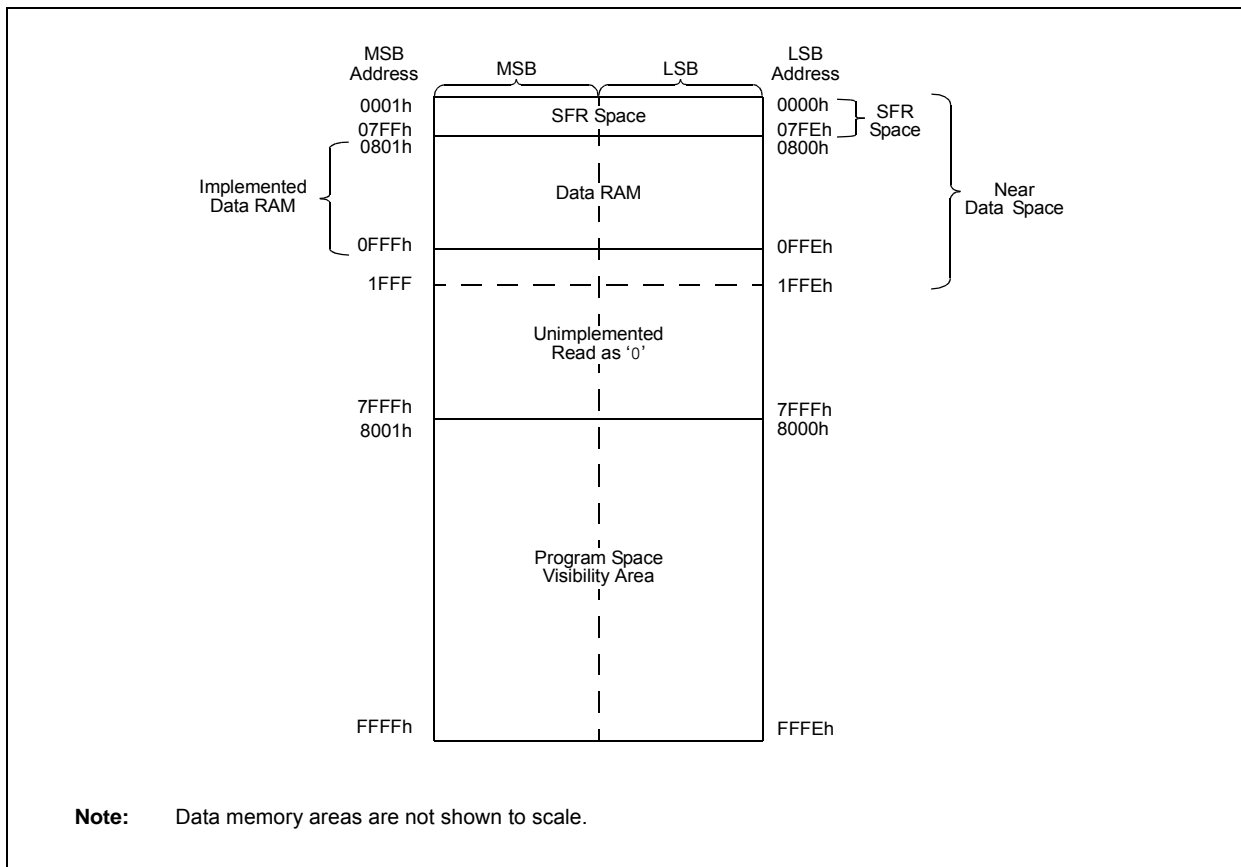 MSB
Address
MSB
LSB
LSB
Address
0001h
SFR Space
0000h
SFR
Space
07FFh
07FEh
0801h
0800h
Implemented
Data RAM
Data RAM
Near
Data Space
0FFFh
0FFEh
1FFF
1FFEh
Unimplemented
Read as ‘0’
7FFFh
7FFFh
8001h
8000h
Program Space
Visibility Area
FFFFh
FFFEh
Note: Data memory areas are not shown to scale.